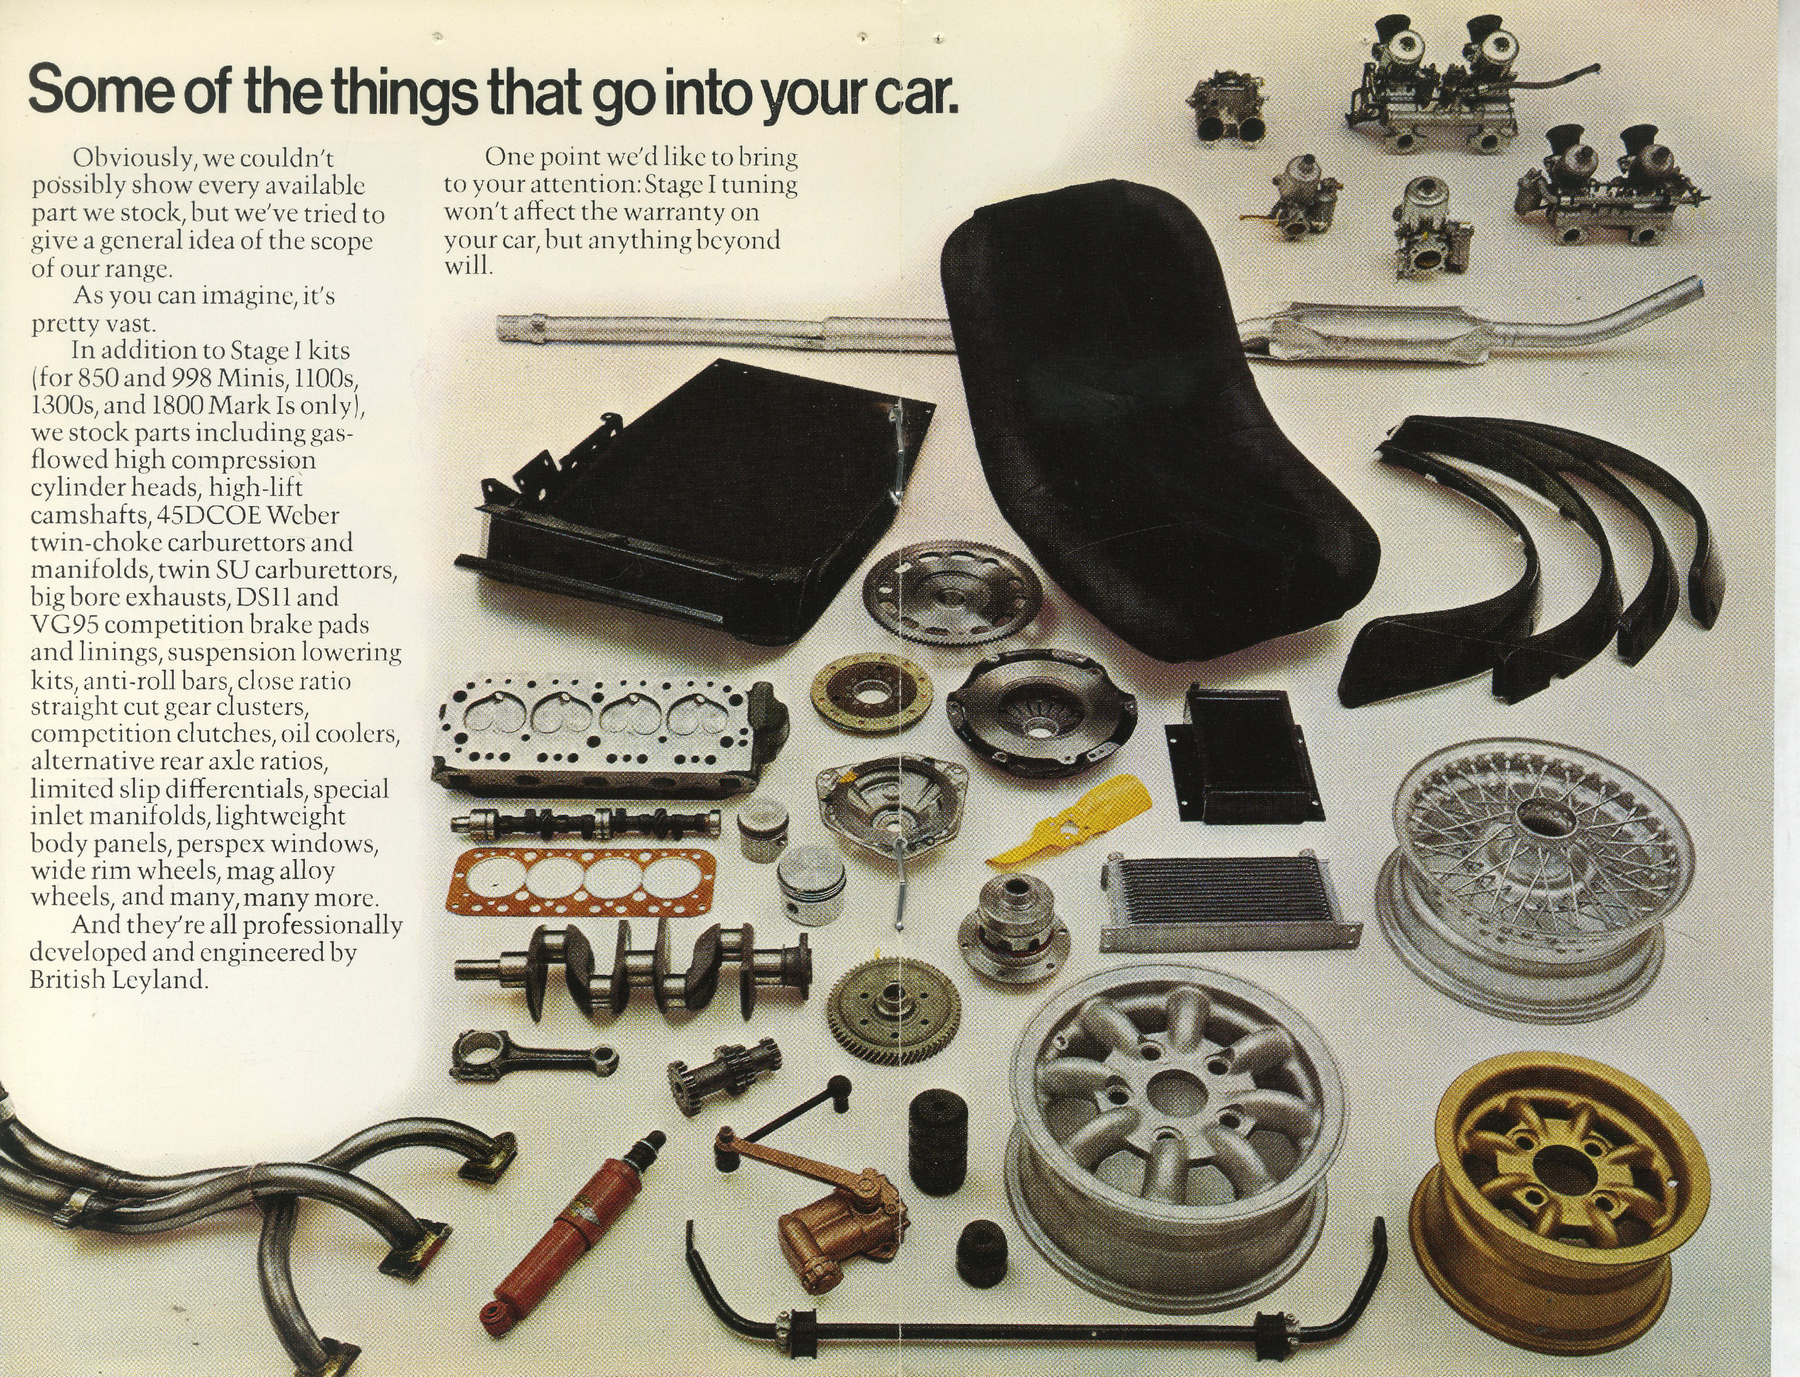 Some of the things that go into your car.
Obviously, we couldn't
possibly show every available
part we stock, but we've tried to
give a general idea of the scope
of our range.
As you can imagine, it's
pretty vast.
In addition to Stage I kits
(for 850 and 998 Minis, 1100s,
1300s, and 1800 Mark Is only),
we stock parts including gas-
flowed high compression
cylinder heads, high-lift
camshafts, 45DCOE Weber
twin-choke carburettors and
manifolds, twin SU carburettors,
big bore exhausts, DS11 and
VG95 competition brake pads
and linings, suspension lowering
kits, anti-roll bars, close ratio
straight cut gear clusters,
competition clutches, oil coolers,
alternative rear axle ratios,
limited slip differentials, special
inlet manifolds, lightweight
body panels, perspex windows,
wide rim wheels, mag alloy
wheels, and many, many more.
And they're all professionally
developed and engineered by
British Leyland.
One point we'd like to bring
to your attention: Stage I tuning
won't affect the warranty on
your car, but anything beyond
will.